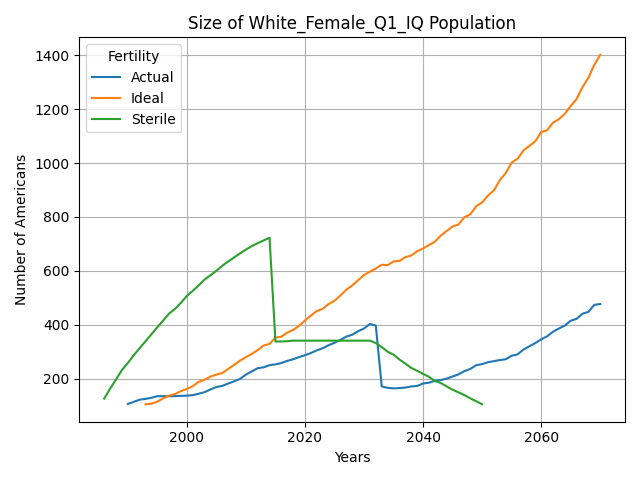 Size of White_Female_Q1_IQ Population
Fertility
Actual
Ideal
Sterile
Number of Americans
1400
1200
1000
800
600
400
200
2000
2020
2040
2060
Years